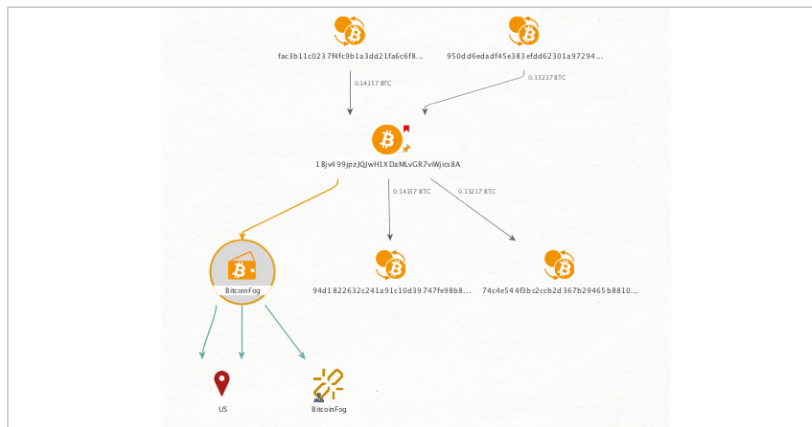 fac3b11c0237f4fc9b1a3dd21fa6c6f8...
950dd6edadf45e383efdd62301a97294...
0.14157 BTC
0.13217 BTC
18jv499jpzJQJwH1XDaMLvGR7viWjics8A
0.14157 BTC
0.13217 BTC
BitcoinFog
94d1822632c241a91c10d39747fe98b8...
74c4e544f3bc2ccb2d367b29465b8810...
US
BitcoinFog